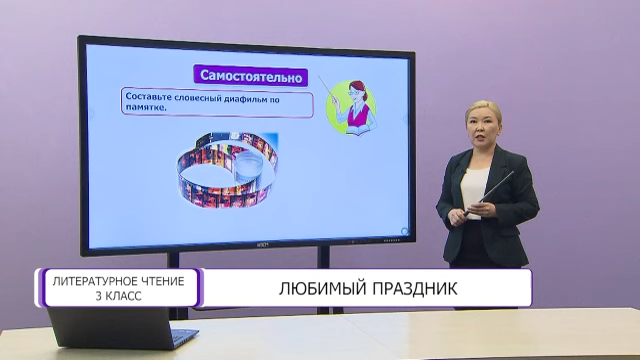 Самостоятельно
Составьте словесный диафильм по
памятке.
ЛИТЕРАТУРНОЕ ЧТЕНИЕ
3 КЛАСС
ЛЮБИМЫЙ ПРАЗДНИК